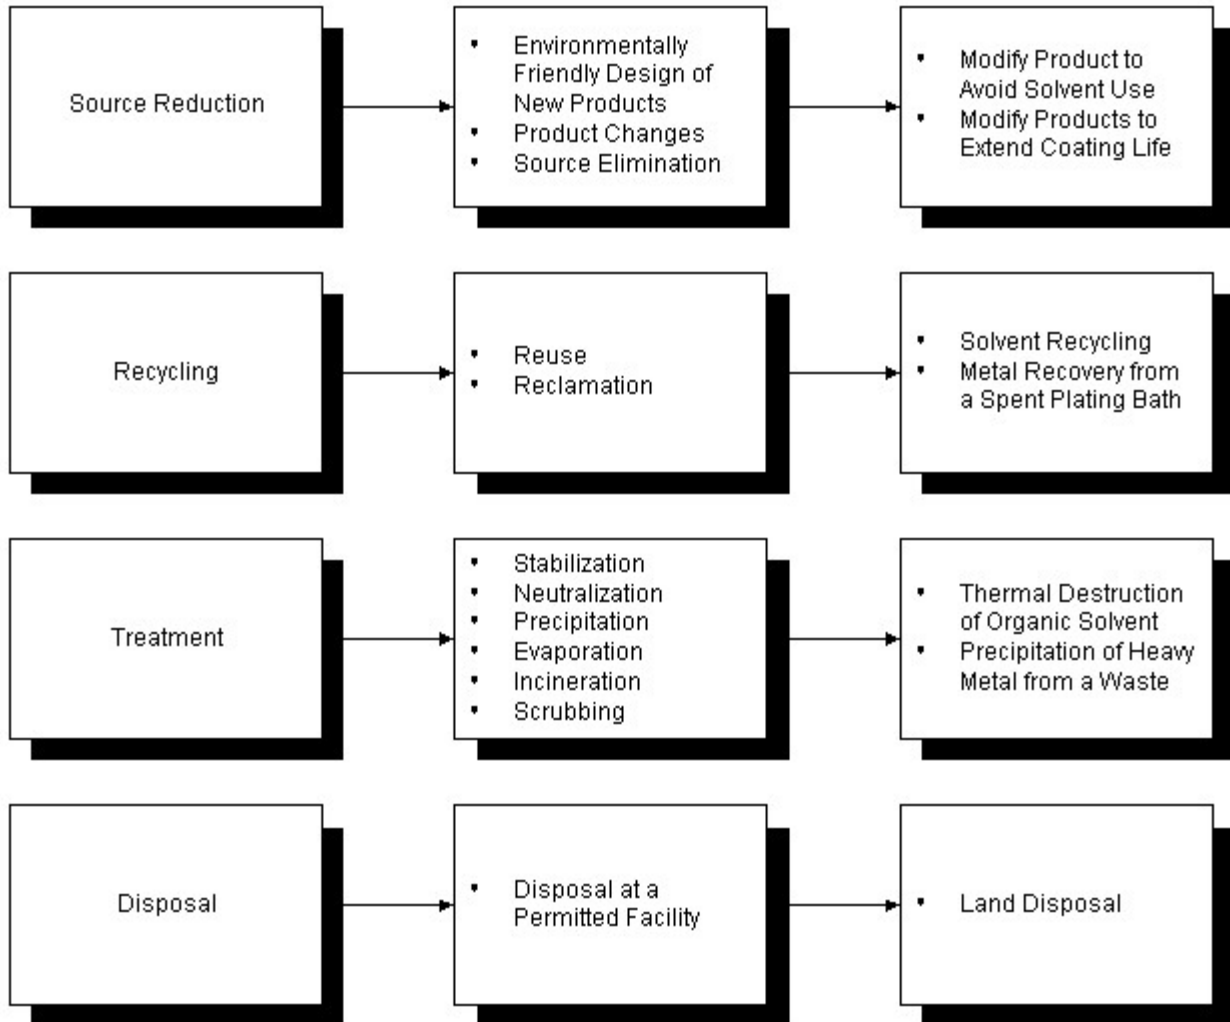 Source Reduction
• Environmentally
Friendly Design of
New Products
• Product Changes
• Source Elimination
• Modify Product to
Avoid Solvent Use
• Modify Products to
Extend Coating Life
Recycling
• Reuse
• Reclamation
• Solvent Recycling
• Metal Recovery from
a Spent Plating Bath
Treatment
• Stabilization
• Neutralization
• Precipitation
• Evaporation
• Incineration
• Scrubbing
• Thermal Destruction
of Organic Solvent
• Precipitation of Heavy
Metal from a Waste
Disposal
• Disposal at a
Permitted Facility
• Land Disposal